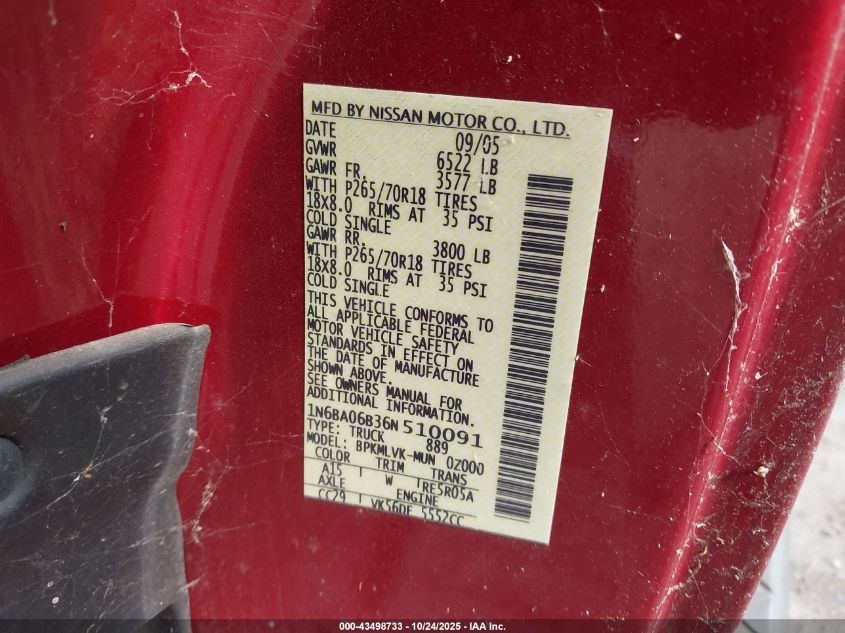 MFD BY NISSAN MOTOR CO., LTD.
DATE 09/05
GVWR 6522 LB
GAWR FR. 3577 LB
WITH P265/70R18 TIRES
18X8.0 RIMS AT 35 PSI
COLD SINGLE
GAWR RR. 3800 LB
WITH P265/70R18 TIRES
18X8.0 RIMS AT 35 PSI
COLD SINGLE
THIS VEHICLE CONFORMS TO
ALL APPLICABLE FEDERAL
MOTOR VEHICLE SAFETY
STANDARDS IN EFFECT ON
THE DATE OF MANUFACTURE
SHOWN ABOVE.
SEE OWNERS MANUAL FOR
ADDITIONAL INFORMATION.
1N6BA06B36N510091
TYPE: TRUCK 889
MODEL: BPKMLVK-MUN 0Z000
COLOR TRIM TRANS
A15 W TRE5R05A
AXLE ENGINE
CC29 VK56DE 5552CC
000-43498733 - 10/24/2025 - IAA Inc.